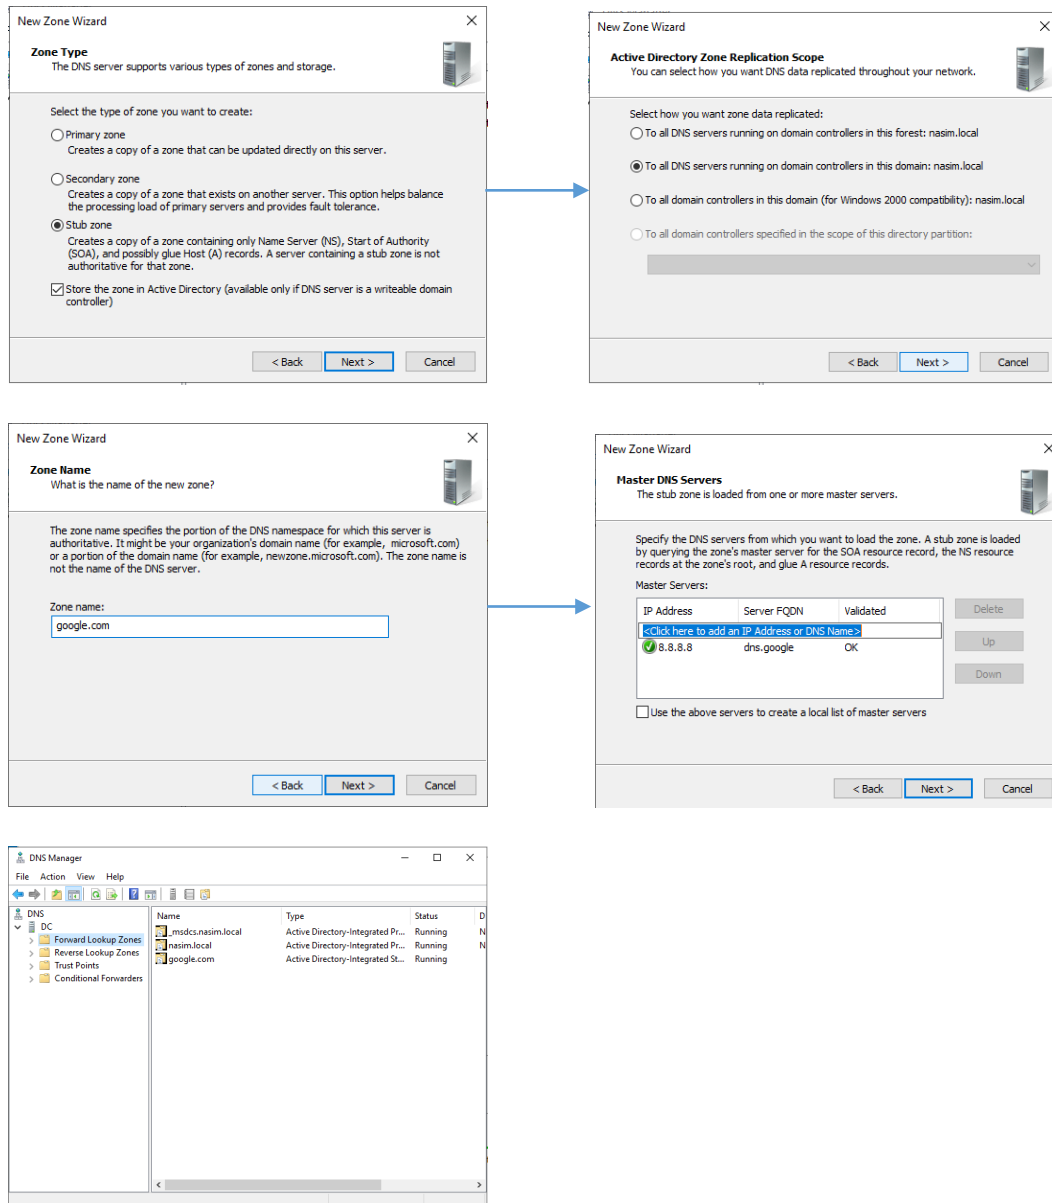 New Zone Wizard
Zone Type
The DNS server supports various types of zones and storage.
Select the type of zone you want to create:
Primary zone
Creates a copy of a zone that can be updated directly on this server.
Secondary zone
Creates a copy of a zone that exists on another server. This option helps balance
the processing load of primary servers and provides fault tolerance.
Stub zone
Creates a copy of a zone containing only Name Server (NS), Start of Authority
(SOA), and possibly glue Host (A) records. A server containing a stub zone is not
authoritative for that zone.
Store the zone in Active Directory (available only if DNS server is a writeable domain
controller)
< Back Next > Cancel
New Zone Wizard
Active Directory Zone Replication Scope
You can select how you want DNS data replicated throughout your network.
Select how you want zone data replicated:
To all DNS servers running on domain controllers in this forest: nasim.local
To all DNS servers running on domain controllers in this domain: nasim.local
To all domain controllers in this domain (for Windows 2000 compatibility): nasim.local
To all domain controllers specified in the scope of this directory partition:
< Back Next > Cancel
New Zone Wizard
Zone Name
What is the name of the new zone?
The zone name specifies the portion of the DNS namespace for which this server is
authoritative. It might be your organization's domain name (for example, microsoft.com)
or a portion of the domain name (for example, newzone.microsoft.com). The zone name is
not the name of the DNS server.
Zone name:
google.com
< Back Next > Cancel
New Zone Wizard
Master DNS Servers
The stub zone is loaded from one or more master servers.
Specify the DNS servers from which you want to load the zone. A stub zone is loaded
by querying the zone's master server for the SOA resource record, the NS resource
records at the zone's root, and glue A resource records.
Master Servers:
IP Address Server FQDN Validated
<Click here to add an IP Address or DNS Name>
8.8.8.8 dns.google OK
Delete
Up
Down
Use the above servers to create a local list of master servers
< Back Next > Cancel
DNS Manager
File Action View Help
DNS
DC
Forward Lookup Zones
Reverse Lookup Zones
Trust Points
Conditional Forwarders
Name Type Status D
_msdcs.nasim.local Active Directory-Integrated Pr... Running N
nasim.local Active Directory-Integrated Pr... Running N
google.com Active Directory-Integrated St... Running